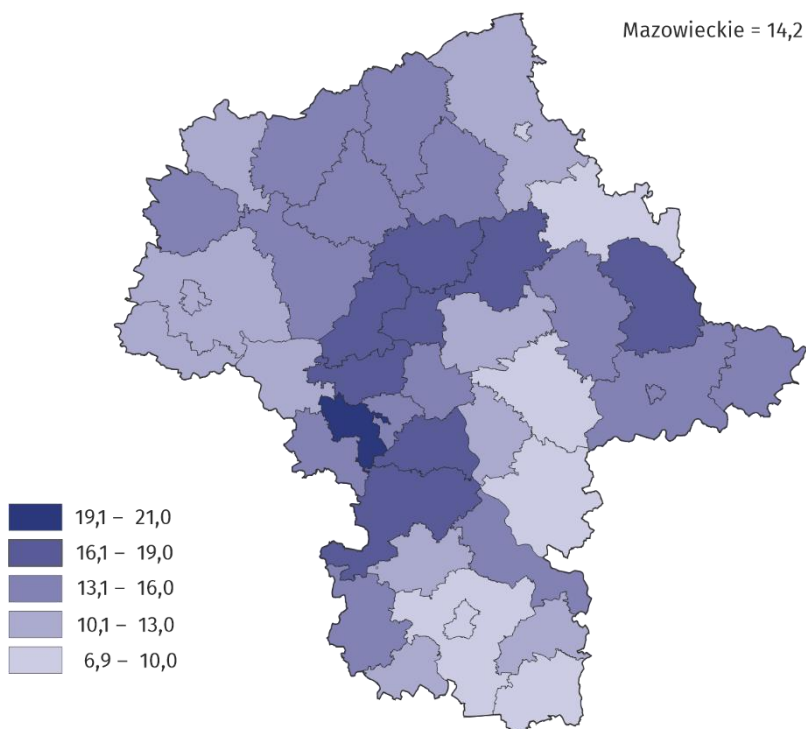 Mazowieckie = 14,2
19,1 – 21,0
16,1 – 19,0
13,1 – 16,0
10,1 – 13,0
6,9 – 10,0